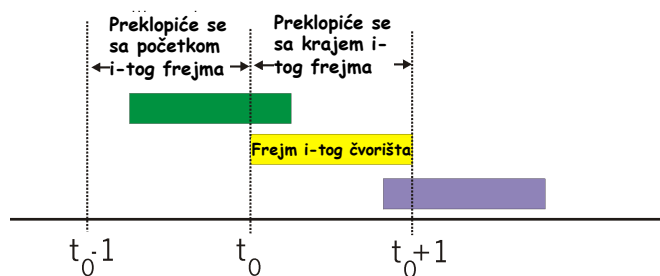 Preklopiće se
sa početkom
i-tog frejma
Preklopiće se
sa krajem i-
tog frejma
Frejm i-tog čvorišta
t₀-1
t₀
t₀+1